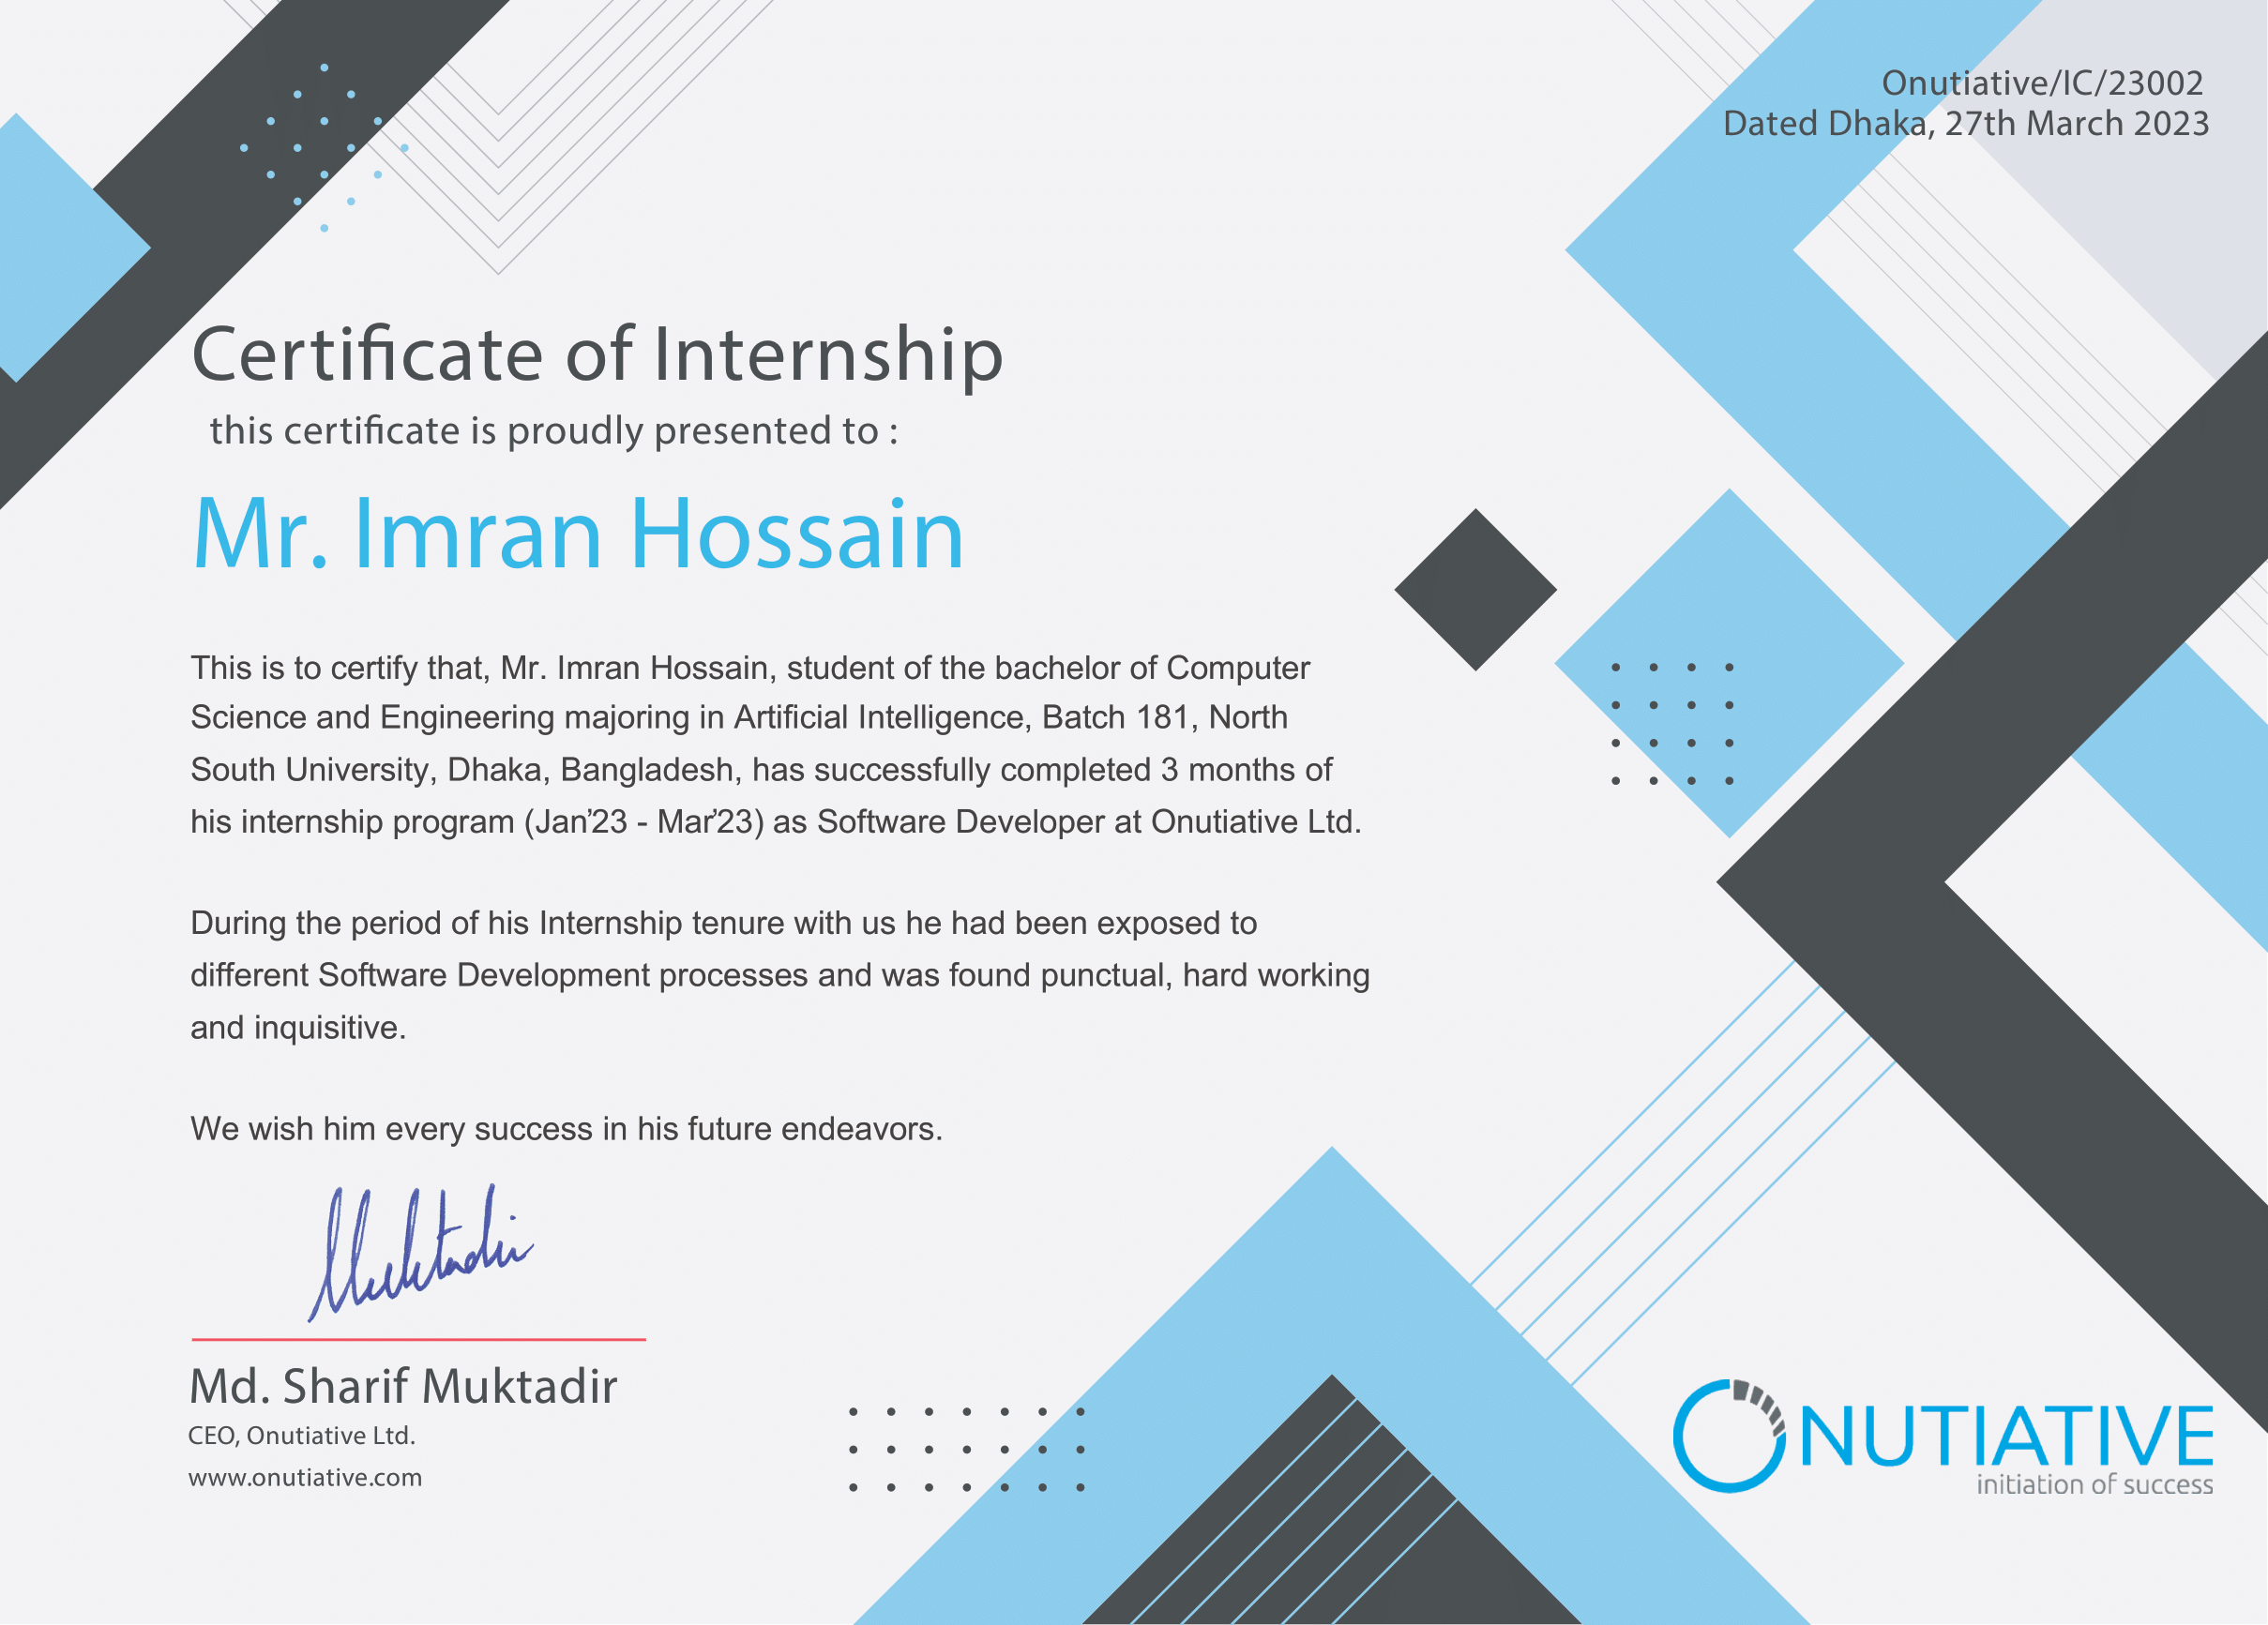 Onutiative/IC/23002
Dated Dhaka, 27th March 2023
Certificate of Internship
this certificate is proudly presented to :
Mr. Imran Hossain
This is to certify that, Mr. Imran Hossain, student of the bachelor of Computer
Science and Engineering majoring in Artificial Intelligence, Batch 181, North
South University, Dhaka, Bangladesh, has successfully completed 3 months of
his internship program (Jan’23 - Mar’23) as Software Developer at Onutiative Ltd.
During the period of his Internship tenure with us he had been exposed to
different Software Development processes and was found punctual, hard working
and inquisitive.
We wish him every success in his future endeavors.
Muktadir
Md. Sharif Muktadir
CEO, Onutiative Ltd.
www.onutiative.com
ONUTIATIVE
initiation of success